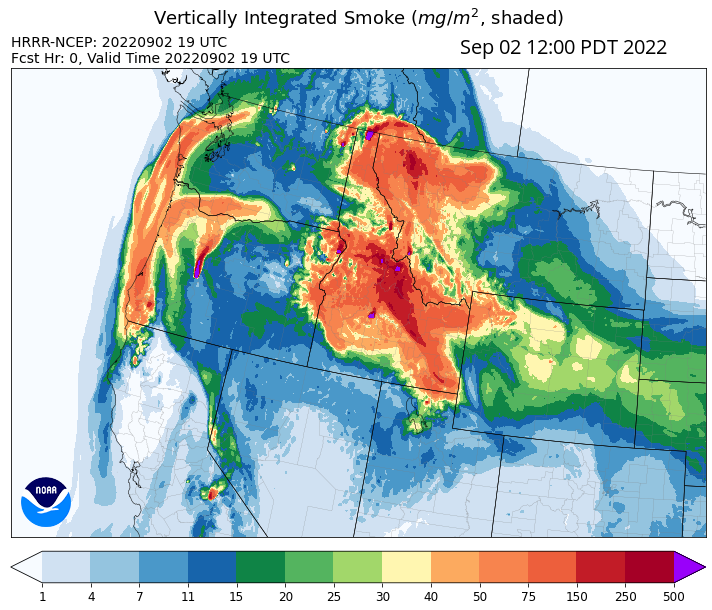 Vertically Integrated Smoke (mg/m², shaded)
HRRR-NCEP: 20220902 19 UTC
Fcst Hr: 0, Valid Time 20220902 19 UTC
Sep 02 12:00 PDT 2022
NOAA
1 4 7 11 15 20 25 30 40 50 75 150 250 500